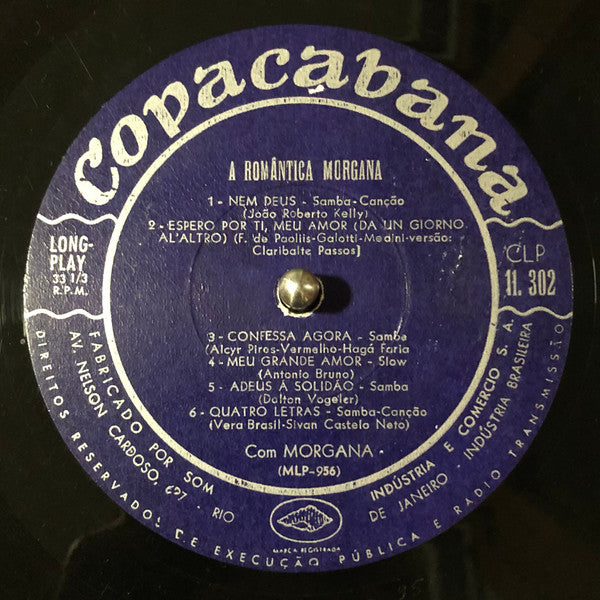 Copacabana
A ROMÂNTICA MORGANA
1 - NEM DEUS - Samba-Canção
(João Roberto Kelly)
2 - ESPERO POR TI, MEU AMOR (DA UN GIORNO
AL'ALTRO) (F. de Paoliis-Galotti-Medini-versão:
Claribalte Passos]
LONG-
PLAY
33 1/3
R.P.M.
CLP
11. 302
3 - CONFESSA AGORA - Samba
(Alcyr Pires-Vermelho-Hagá Faria
4 - MEU GRANDE AMOR - Slow
(Antonio Bruno)
5 - ADEUS À SOLIDÃO - Samba
(Dalton Vogeler)
6 - QUATRO LETRAS - Samba-Canção
(Vera Brasil-Sivan Castelo Neto)
Com MORGANA
(MLP-956)
FABRICADO POR SOM INDÚSTRIA E COMERCIO S. A.
AV. NELSON CARDOSO, 697 - RIO DE JANEIRO - INDÚSTRIA BRASILEIRA
DIREITOS RESERVADOS DE EXECUÇÃO PÚBLICA E RADIO TRANSMISSÃO
MARCA REGISTRADA